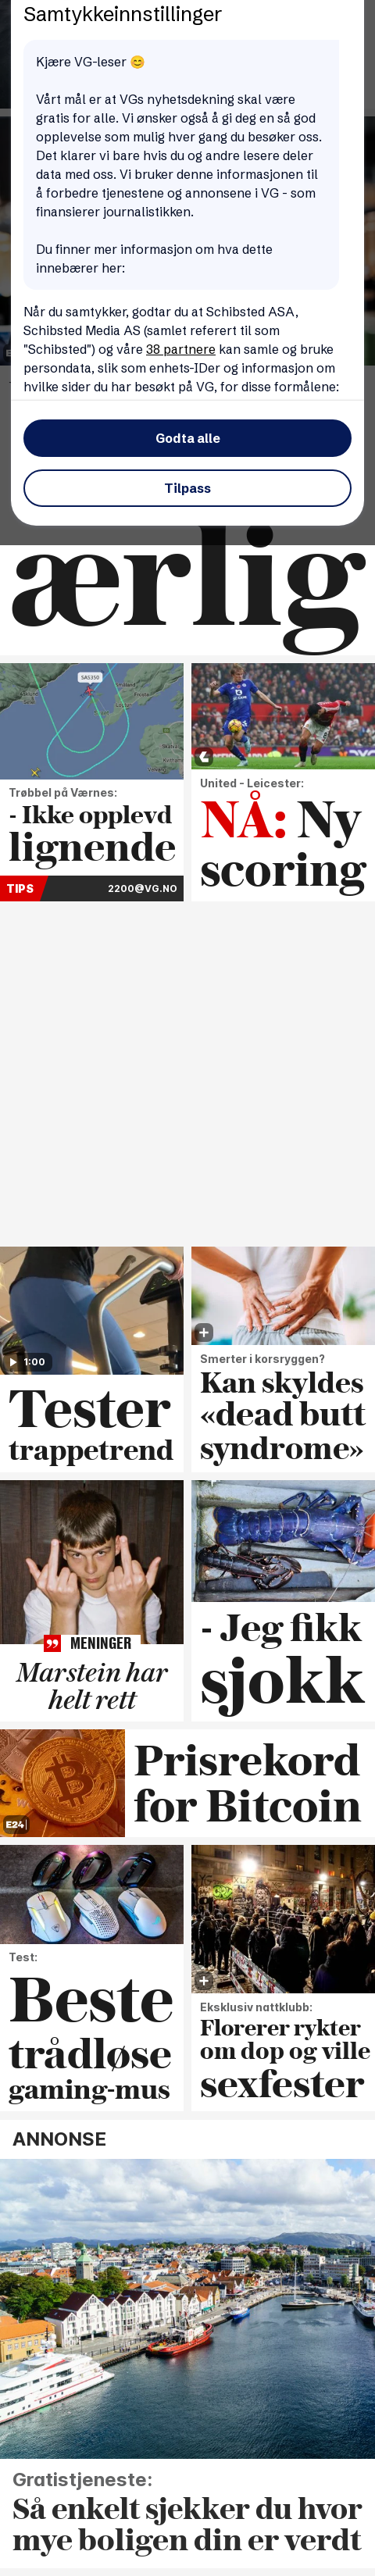 Samtykkeinnstillinger
Kjære VG-leser 😊
Vårt mål er at VGs nyhetsdekning skal være
gratis for alle. Vi ønsker også å gi deg en så god
opplevelse som mulig hver gang du besøker oss.
Det klarer vi bare hvis du og andre lesere deler
data med oss. Vi bruker denne informasjonen til
å forbedre tjenestene og annonsene i VG - som
finansierer journalistikken.
Du finner mer informasjon om hva dette
innebærer her:
Når du samtykker, godtar du at Schibsted ASA,
Schibsted Media AS (samlet referert til som
"Schibsted") og våre 38 partnere kan samle og bruke
persondata, slik som enhets-IDer og informasjon om
hvilke sider du har besøkt på VG, for disse formålene:
Godta alle
Tilpass
ærlig
SAS350
Trøbbel på Værnes:
- Ikke opplevd
lignende
TIPS
2200@VG.NO
United - Leicester:
NÅ: Ny
scoring
1:00
Tester
trappetrend
Smerter i korsryggen?
Kan skyldes
«dead butt
syndrome»
MENINGER
Marstein har
helt rett
- Jeg fikk
sjokk
E24
Prisrekord
for Bitcoin
Test:
Beste
trådløse
gaming-mus
Eksklusiv nattklubb:
Florerer rykter
om dop og ville
sexfester
ANNONSE
Gratistjeneste:
Så enkelt sjekker du hvor
mye boligen din er verdt